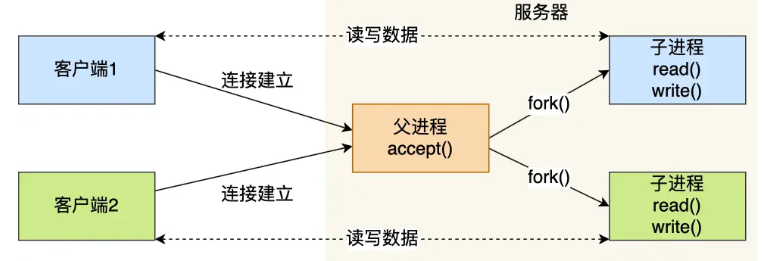 服务器
读写数据
客户端1
子进程
read()
write()
连接建立
fork()
父进程
accept()
fork()
客户端2
连接建立
子进程
read()
write()
读写数据